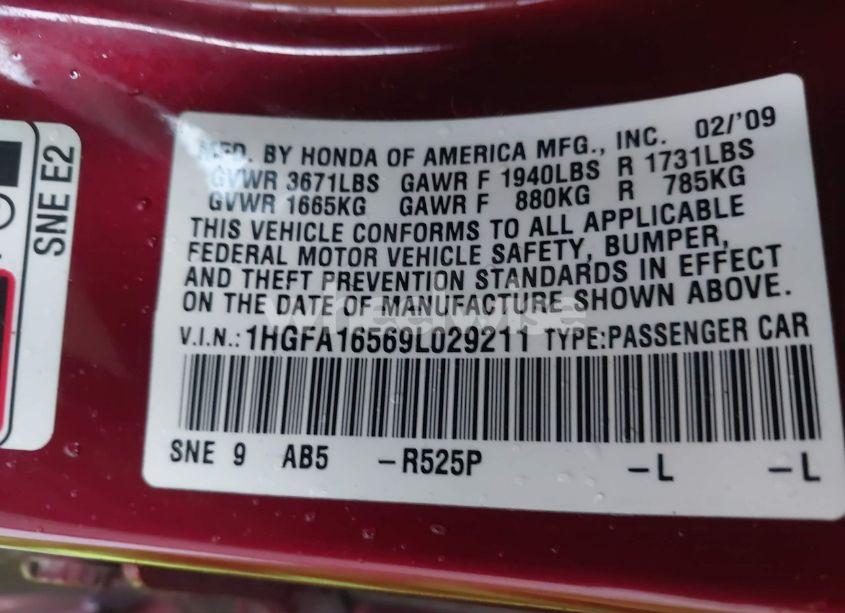 SNE E2
MFD. BY HONDA OF AMERICA MFG., INC. 02/'09
GVWR 3671LBS GAWR F 1940LBS R 1731LBS
GVWR 1665KG GAWR F 880KG R 785KG
THIS VEHICLE CONFORMS TO ALL APPLICABLE
FEDERAL MOTOR VEHICLE SAFETY, BUMPER,
AND THEFT PREVENTION STANDARDS IN EFFECT
ON THE DATE OF MANUFACTURE SHOWN ABOVE.
V.I.N.:1HGFA16569L029211 TYPE:PASSENGER CAR
SNE 9 AB5 -R525P -L -L